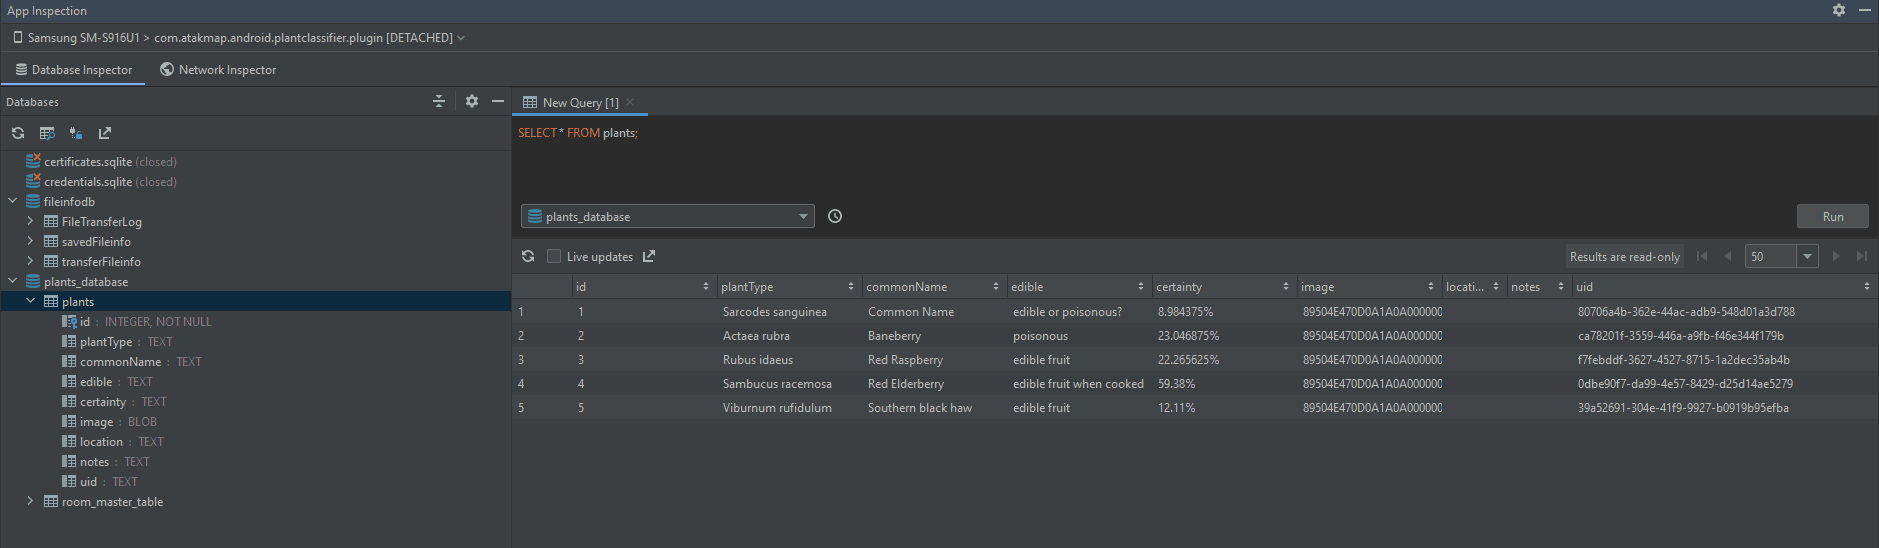 App Inspection
Samsung SM-S916U1 > com.atakmap.android.plantclassifier.plugin [DETACHED]
Database Inspector
Network Inspector
Databases
certificates.sqlite (closed)
credentials.sqlite (closed)
fileinfodb
FileTransferLog
savedFileinfo
transferFileinfo
plants_database
plants
id : INTEGER, NOT NULL
plantType : TEXT
commonName : TEXT
edible : TEXT
certainty : TEXT
image : BLOB
location : TEXT
notes : TEXT
uid : TEXT
room_master_table
New Query [1]
SELECT * FROM plants;
plants_database
Run
Live updates
Results are read-only
50
id plantType commonName edible certainty image locati... notes uid
1 1 Sarcodes sanguinea Common Name edible or poisonous? 8.984375% 89504E470D0A1A0A000000 80706a4b-362e-44ac-adb9-548d01a3d788
2 2 Actaea rubra Baneberry poisonous 23.046875% 89504E470D0A1A0A000000 ca78201f-3559-446a-a9fb-f46e344f179b
3 3 Rubus idaeus Red Raspberry edible fruit 22.265625% 89504E470D0A1A0A000000 f7febddf-3627-4527-8715-1a2dec35ab4b
4 4 Sambucus racemosa Red Elderberry edible fruit when cooked 59.38% 89504E470D0A1A0A000000 0dbe90f7-da99-4e57-8429-d25d14ae5279
5 5 Viburnum rufidulum Southern black haw edible fruit 12.11% 89504E470D0A1A0A000000 39a52691-304e-41f9-9927-b0919b95efba